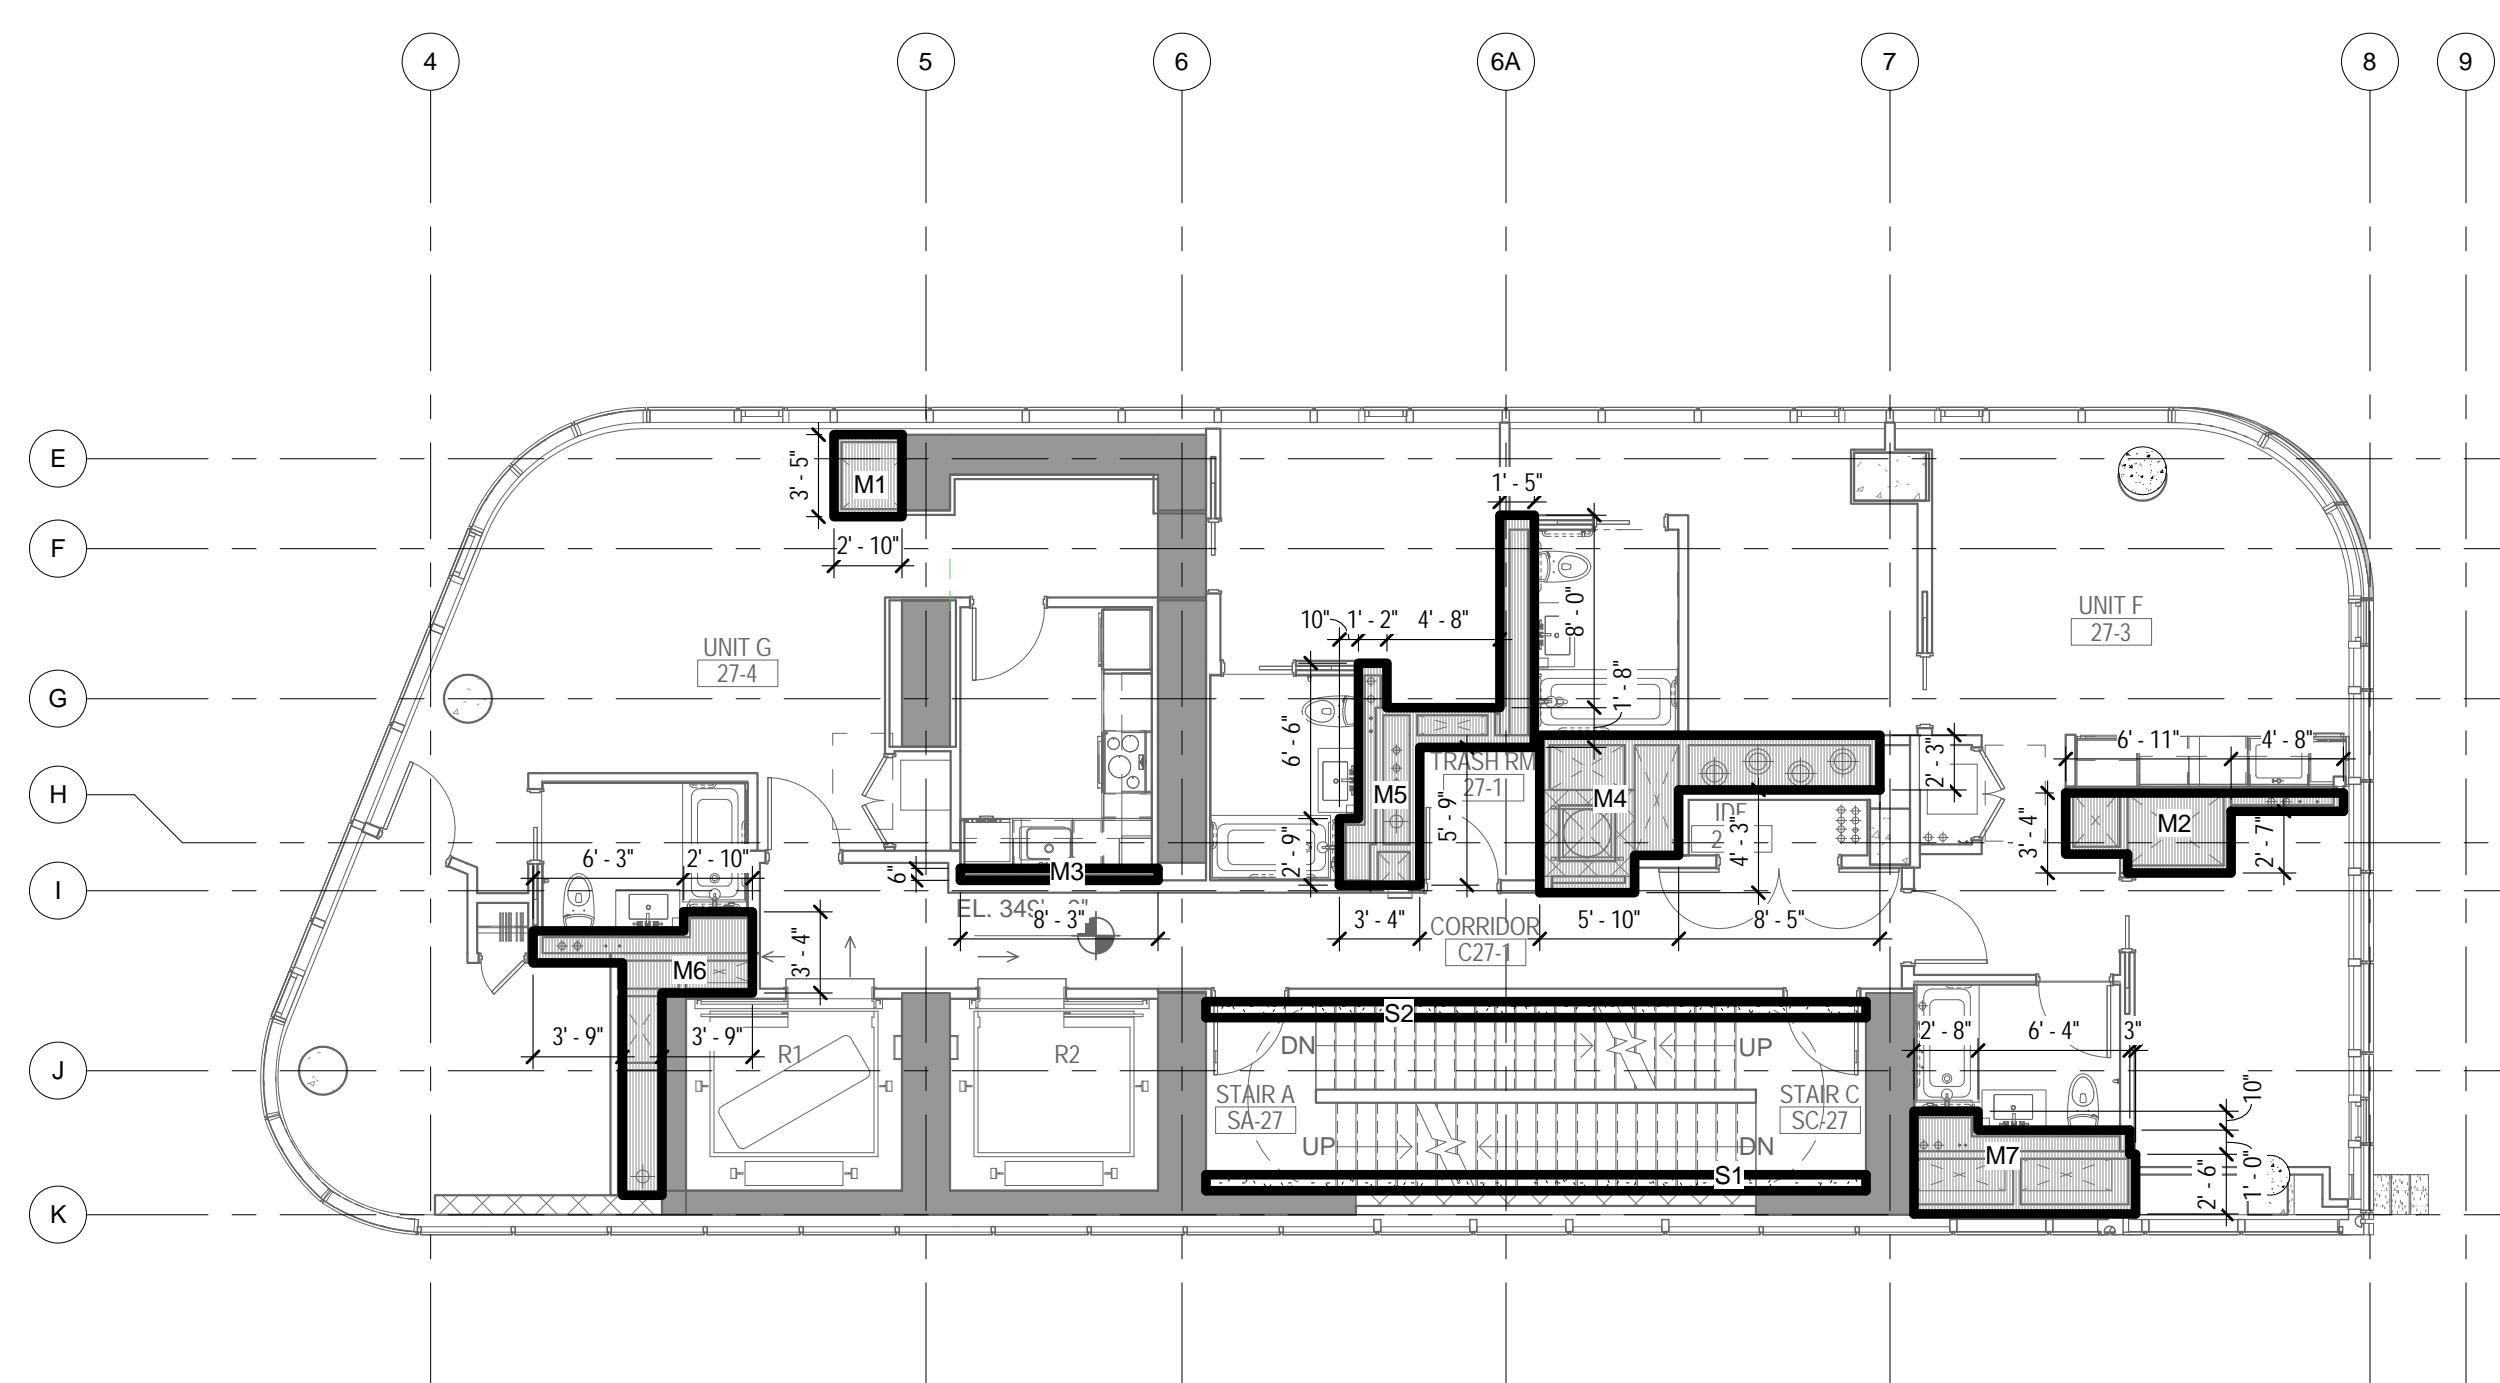 4
5
6
6A
7
8
9
E
F
G
H
I
J
K
3' - 5"
M1
2' - 10"
1' - 5"
8' - 0"
10"
1' - 2"
4' - 8"
UNIT G
27-4
UNIT F
27-3
1' - 8"
6' - 6"
TRASH RM
27-1
M5
5' - 9"
M4
4' - 3"
2' - 3"
6' - 11"
4' - 8"
M2
3' - 4"
2' - 7"
6' - 3"
2' - 10"
6"
M3
2' - 9"
8' - 3"
3' - 4"
CORRIDOR
C27-1
5' - 10"
8' - 5"
M6
3' - 4"
3' - 9"
3' - 9"
R1
R2
S2
DN
UP
STAIR A
SA-27
STAIR C
SC-27
UP
DN
S1
2' - 8"
6' - 4"
3"
10"
M7
2' - 6"
1' - 0"